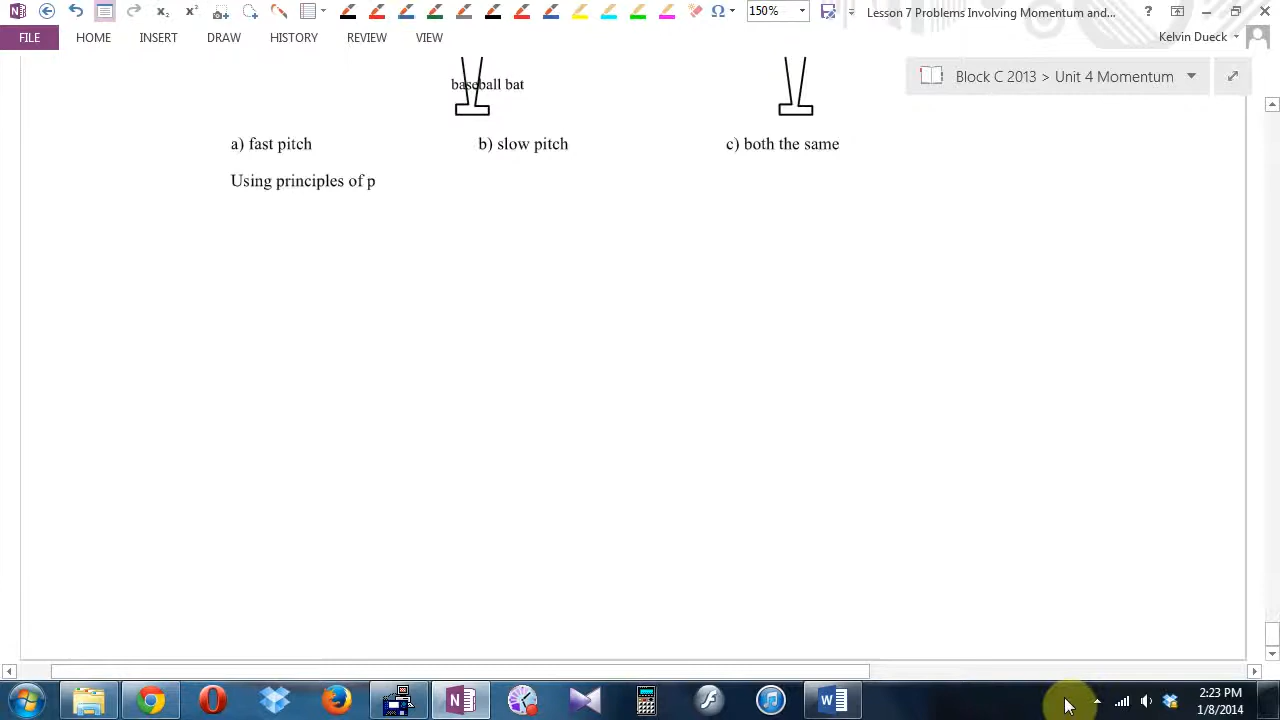 150%
Lesson 7 Problems Involving Momentum and...
?
FILE
HOME
INSERT
DRAW
HISTORY
REVIEW
VIEW
Kelvin Dueck
Block C 2013 > Unit 4 Momentum
baseball bat
a) fast pitch
b) slow pitch
c) both the same
Using principles of p
2:23 PM
1/8/2014